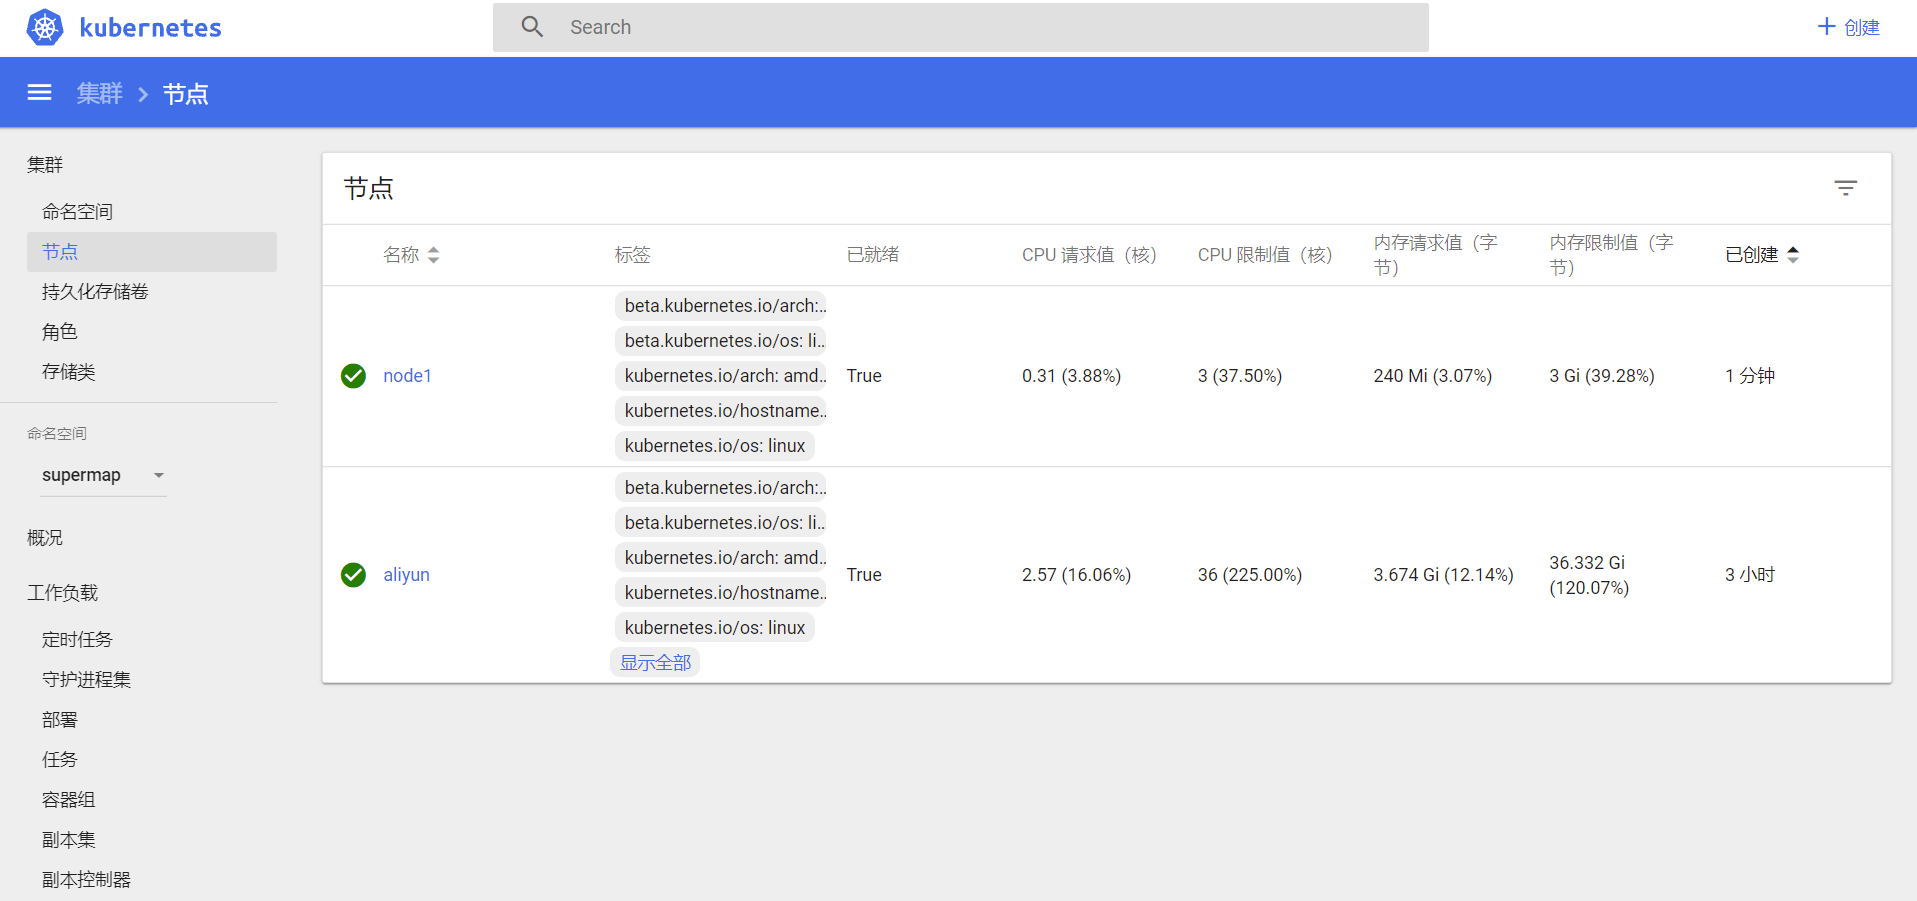 kubernetes
Search
创建
集群
节点
集群
命名空间
节点
持久化存储卷
角色
存储类
命名空间
supermap
概况
工作负载
定时任务
守护进程集
部署
任务
容器组
副本集
副本控制器
节点
名称
标签
已就绪
CPU 请求值（核）
CPU 限制值（核）
内存请求值（字
节）
内存限制值（字
节）
已创建
node1
beta.kubernetes.io/arch:..
beta.kubernetes.io/os: li..
kubernetes.io/arch: amd..
kubernetes.io/hostname..
kubernetes.io/os: linux
True
0.31 (3.88%)
3 (37.50%)
240 Mi (3.07%)
3 Gi (39.28%)
1 分钟
aliyun
beta.kubernetes.io/arch:..
beta.kubernetes.io/os: li..
kubernetes.io/arch: amd..
kubernetes.io/hostname..
kubernetes.io/os: linux
显示全部
True
2.57 (16.06%)
36 (225.00%)
3.674 Gi (12.14%)
36.332 Gi
(120.07%)
3 小时